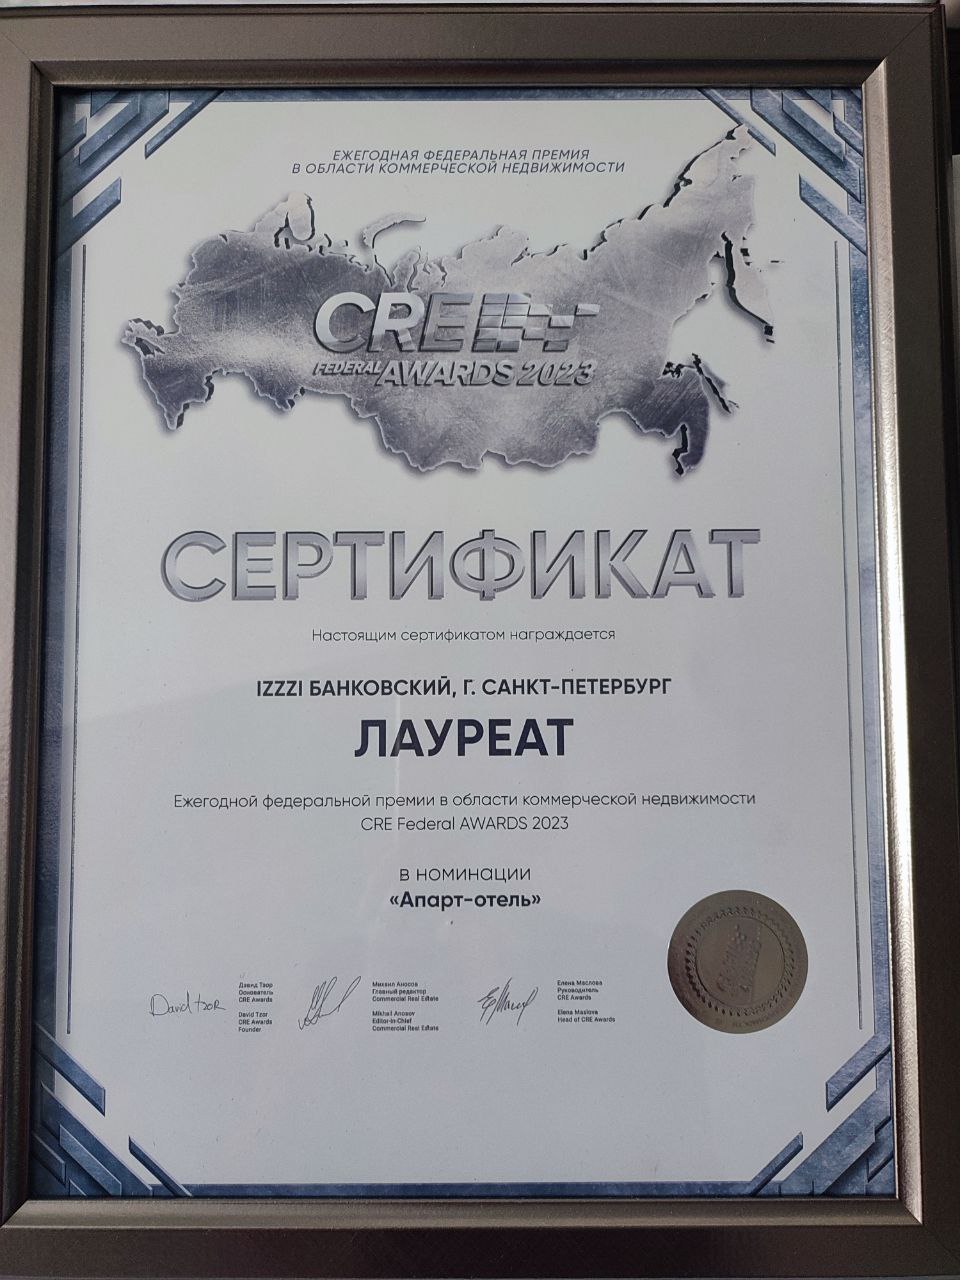 ЕЖЕГОДНАЯ ФЕДЕРАЛЬНАЯ ПРЕМИЯ
В ОБЛАСТИ КОММЕРЧЕСКОЙ НЕДВИЖИМОСТИ
CRE
FEDERAL AWARDS 2023
СЕРТИФИКАТ
Настоящим сертификатом награждается
IZZZI БАНКОВСКИЙ, Г. САНКТ-ПЕТЕРБУРГ
ЛАУРЕАТ
Ежегодной федеральной премии в области коммерческой недвижимости
CRE Federal AWARDS 2023
в номинации
«Апарт-отель»
David tzor
Дэвид Тзор
Основатель
CRE Awards
David Tzor
CRE Awards
Founder
Михаил Аносов
Главный редактор
Commercial Real Estate
Mikhail Anosov
Editor-in-Chief
Commercial Real Estate
Елена Маслова
Руководитель
CRE Awards
Elena Maslova
Head of CRE Awards